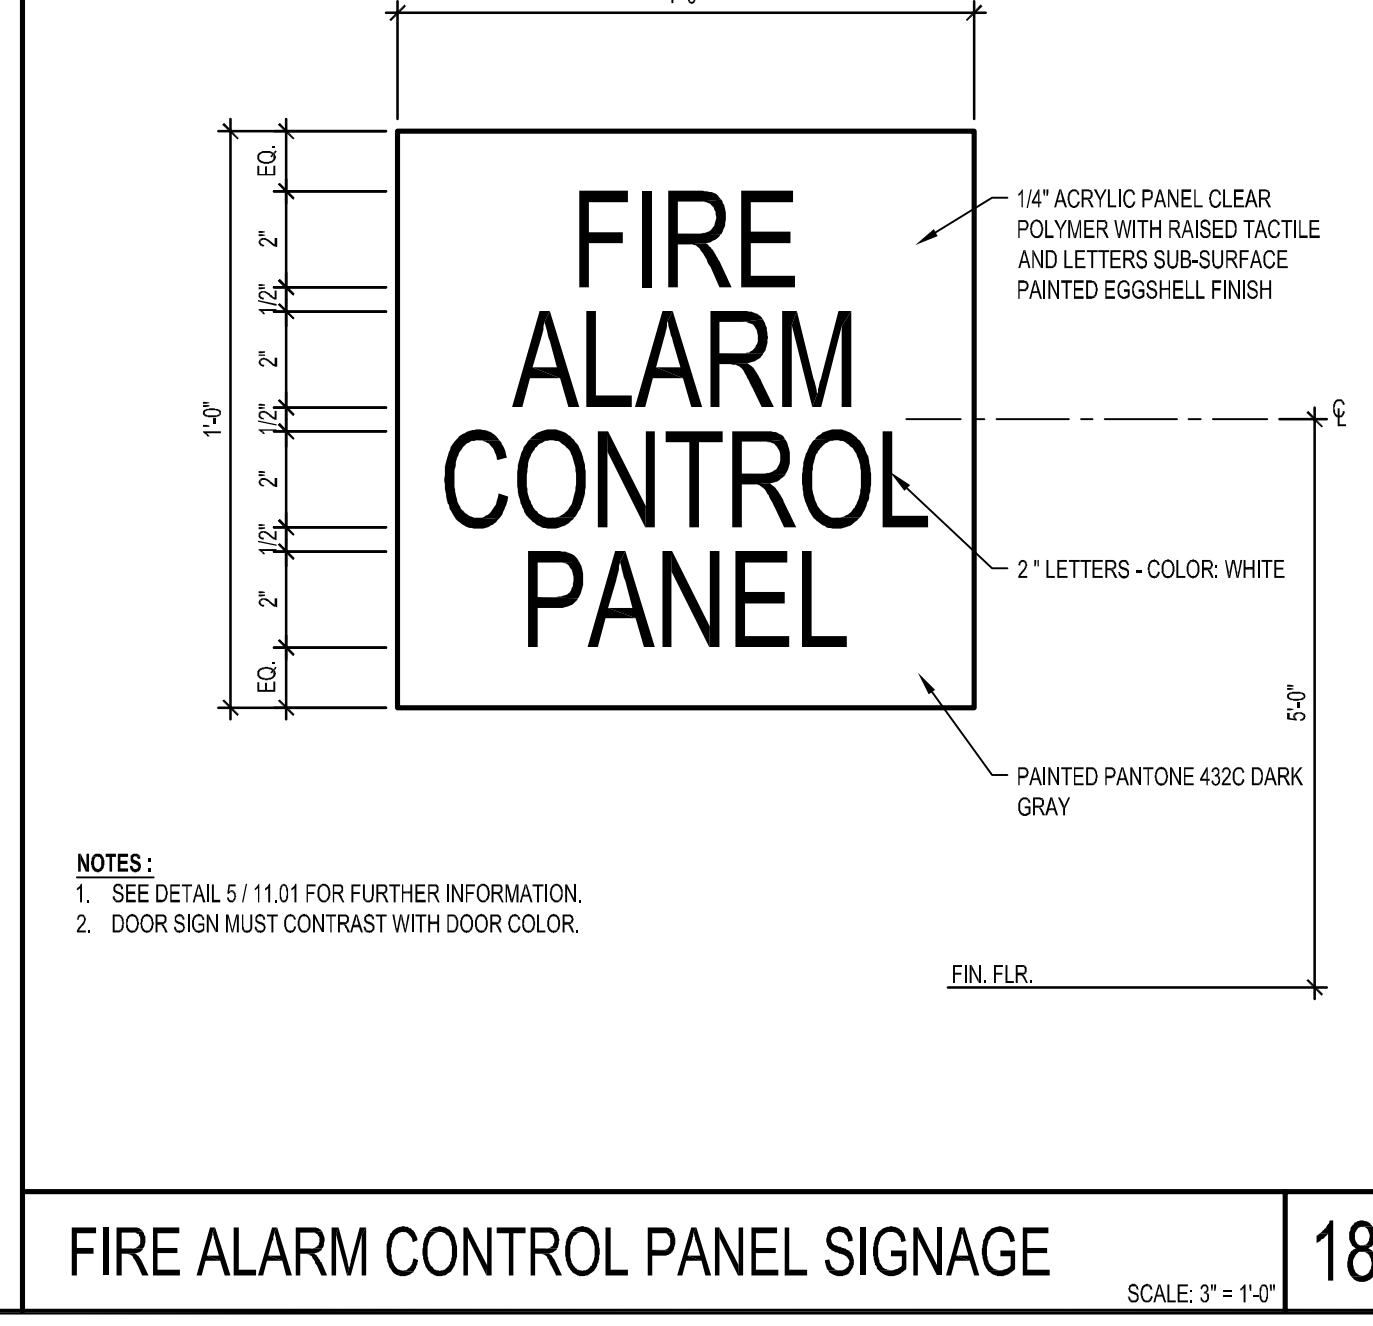 EQ.
2"
1/2"
2"
1/2"
2"
1/2"
2"
EQ.
1'-0"
FIRE
ALARM
CONTROL
PANEL
1/4" ACRYLIC PANEL CLEAR
POLYMER WITH RAISED TACTILE
AND LETTERS SUB-SURFACE
PAINTED EGGSHELL FINISH
℄
2 " LETTERS - COLOR: WHITE
5'-0"
PAINTED PANTONE 432C DARK
GRAY
NOTES :
1. SEE DETAIL 5 / 11.01 FOR FURTHER INFORMATION.
2. DOOR SIGN MUST CONTRAST WITH DOOR COLOR.
FIN. FLR.
FIRE ALARM CONTROL PANEL SIGNAGE
SCALE: 3" = 1'-0"
18